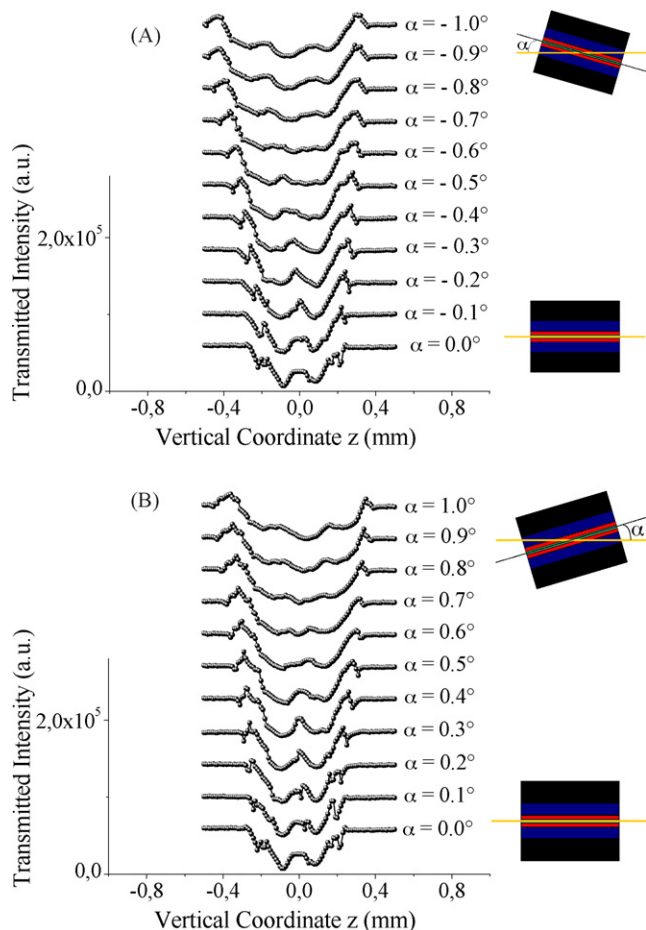 (A)
α = - 1.0°
α = - 0.9°
α = - 0.8°
α = - 0.7°
α = - 0.6°
α = - 0.5°
α = - 0.4°
α = - 0.3°
α = - 0.2°
α = - 0.1°
α = 0.0°
Transmitted Intensity (a.u.)
2,0x10⁵
0,0
-0,8 -0,4 0,0 0,4 0,8
Vertical Coordinate z (mm)
α
(B)
α = 1.0°
α = 0.9°
α = 0.8°
α = 0.7°
α = 0.6°
α = 0.5°
α = 0.4°
α = 0.3°
α = 0.2°
α = 0.1°
α = 0.0°
Transmitted Intensity (a.u.)
2,0x10⁵
0,0
-0,8 -0,4 0,0 0,4 0,8
Vertical Coordinate z (mm)
α